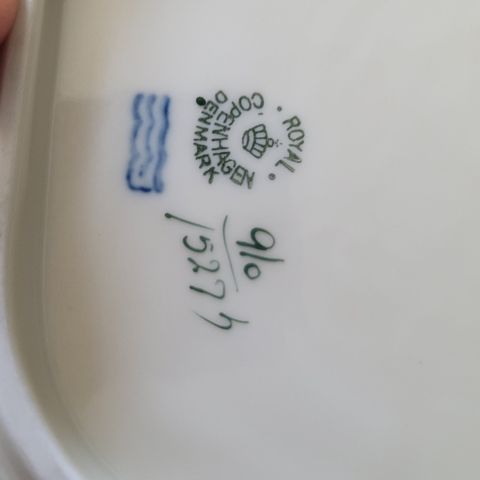 ROYAL
COPENHAGEN
DENMARK
910
1527